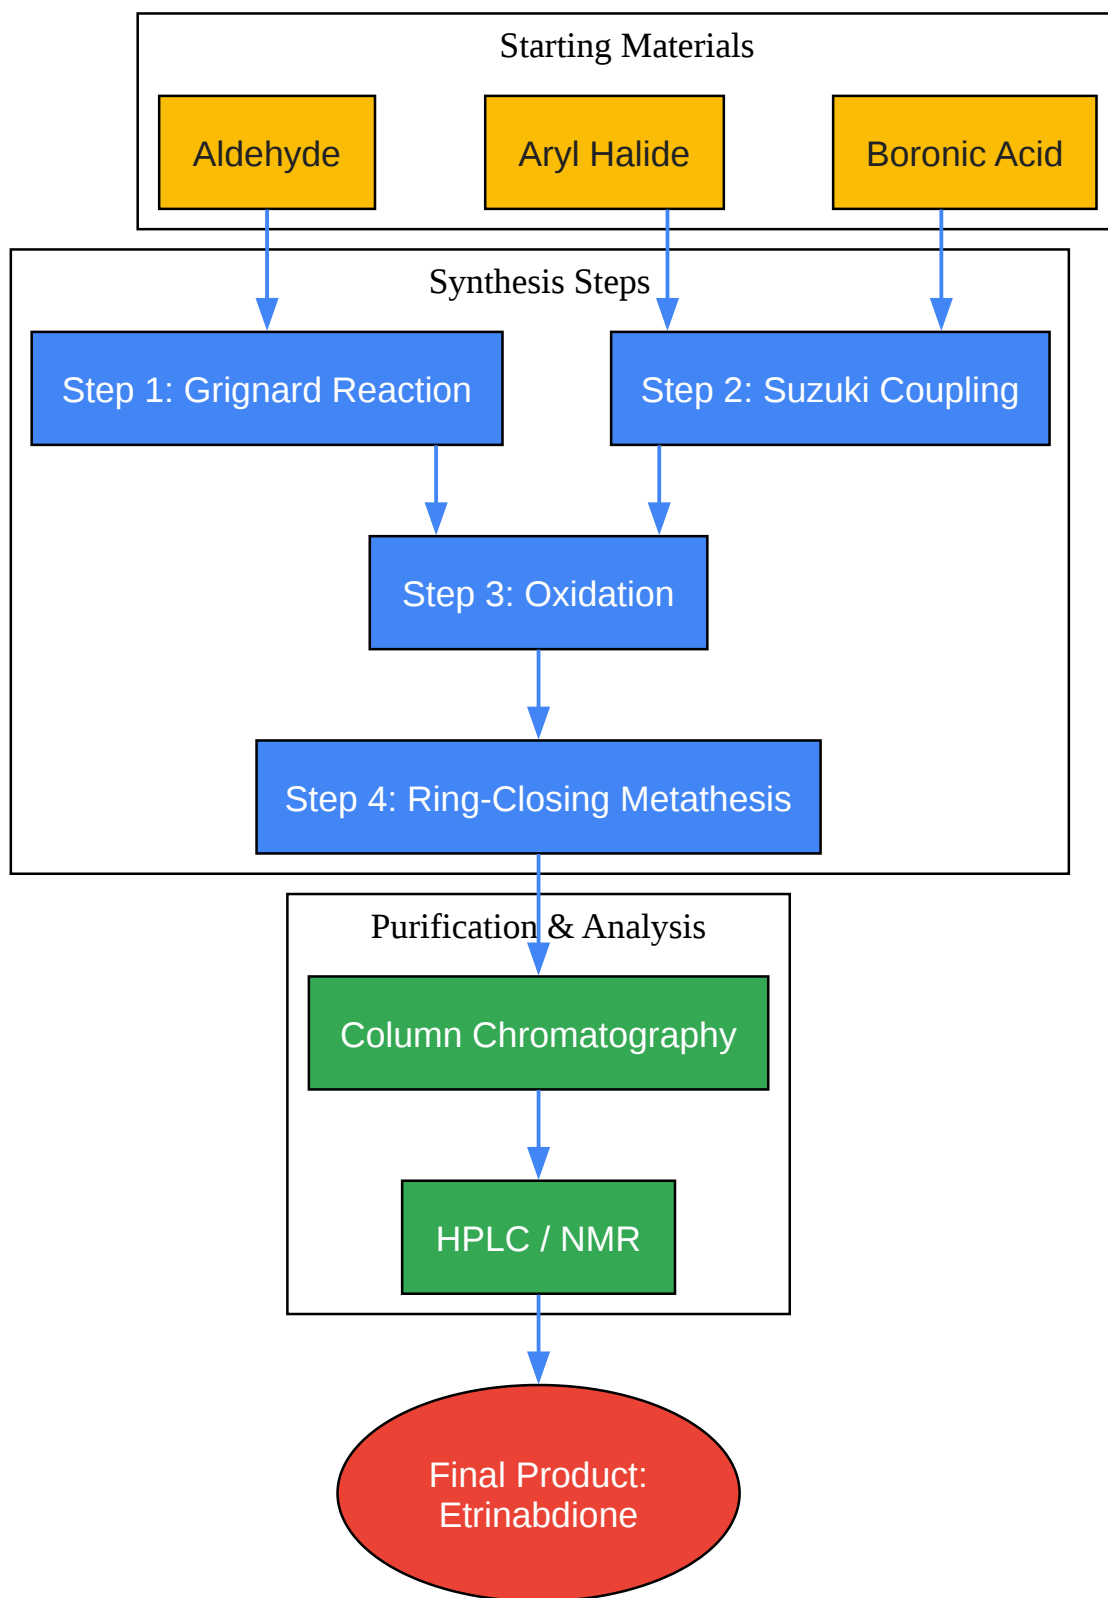 Starting Materials
Aldehyde
Aryl Halide
Boronic Acid
Synthesis Steps
Step 1: Grignard Reaction
Step 2: Suzuki Coupling
Step 3: Oxidation
Step 4: Ring-Closing Metathesis
Purification & Analysis
Column Chromatography
HPLC / NMR
Final Product:
Etrinabdione